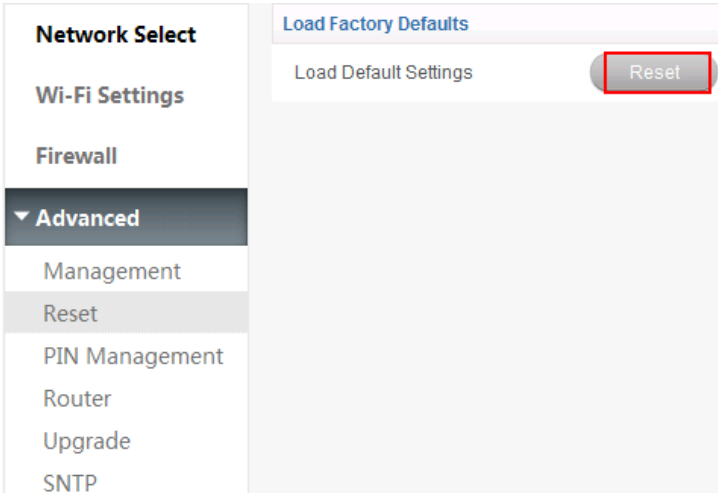 Network Select
Wi-Fi Settings
Firewall
Advanced
Management
Reset
PIN Management
Router
Upgrade
SNTP
Load Factory Defaults
Load Default Settings
Reset